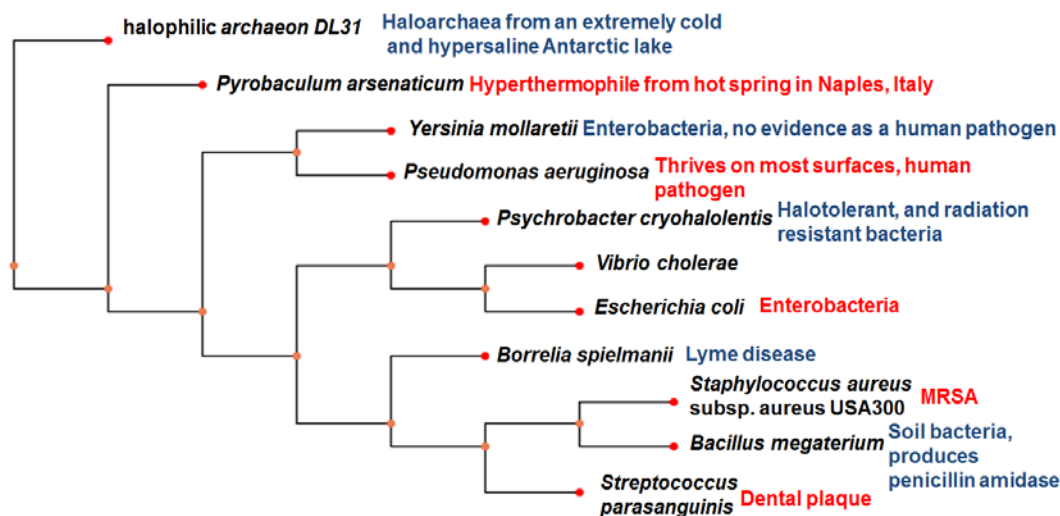 halophilic archaeon DL31 Haloarchaea from an extremely cold
and hypersaline Antarctic lake
Pyrobaculum arsenaticum Hyperthermophile from hot spring in Naples, Italy
Yersinia mollaretii Enterobacteria, no evidence as a human pathogen
Pseudomonas aeruginosa Thrives on most surfaces, human
pathogen
Psychrobacter cryohalolentis Halotolerant, and radiation
resistant bacteria
Vibrio cholerae
Escherichia coli Enterobacteria
Borrelia spielmanii Lyme disease
Staphylococcus aureus
subsp. aureus USA300 MRSA
Bacillus megaterium Soil bacteria,
produces
penicillin amidase
Streptococcus
parasanguinis Dental plaque